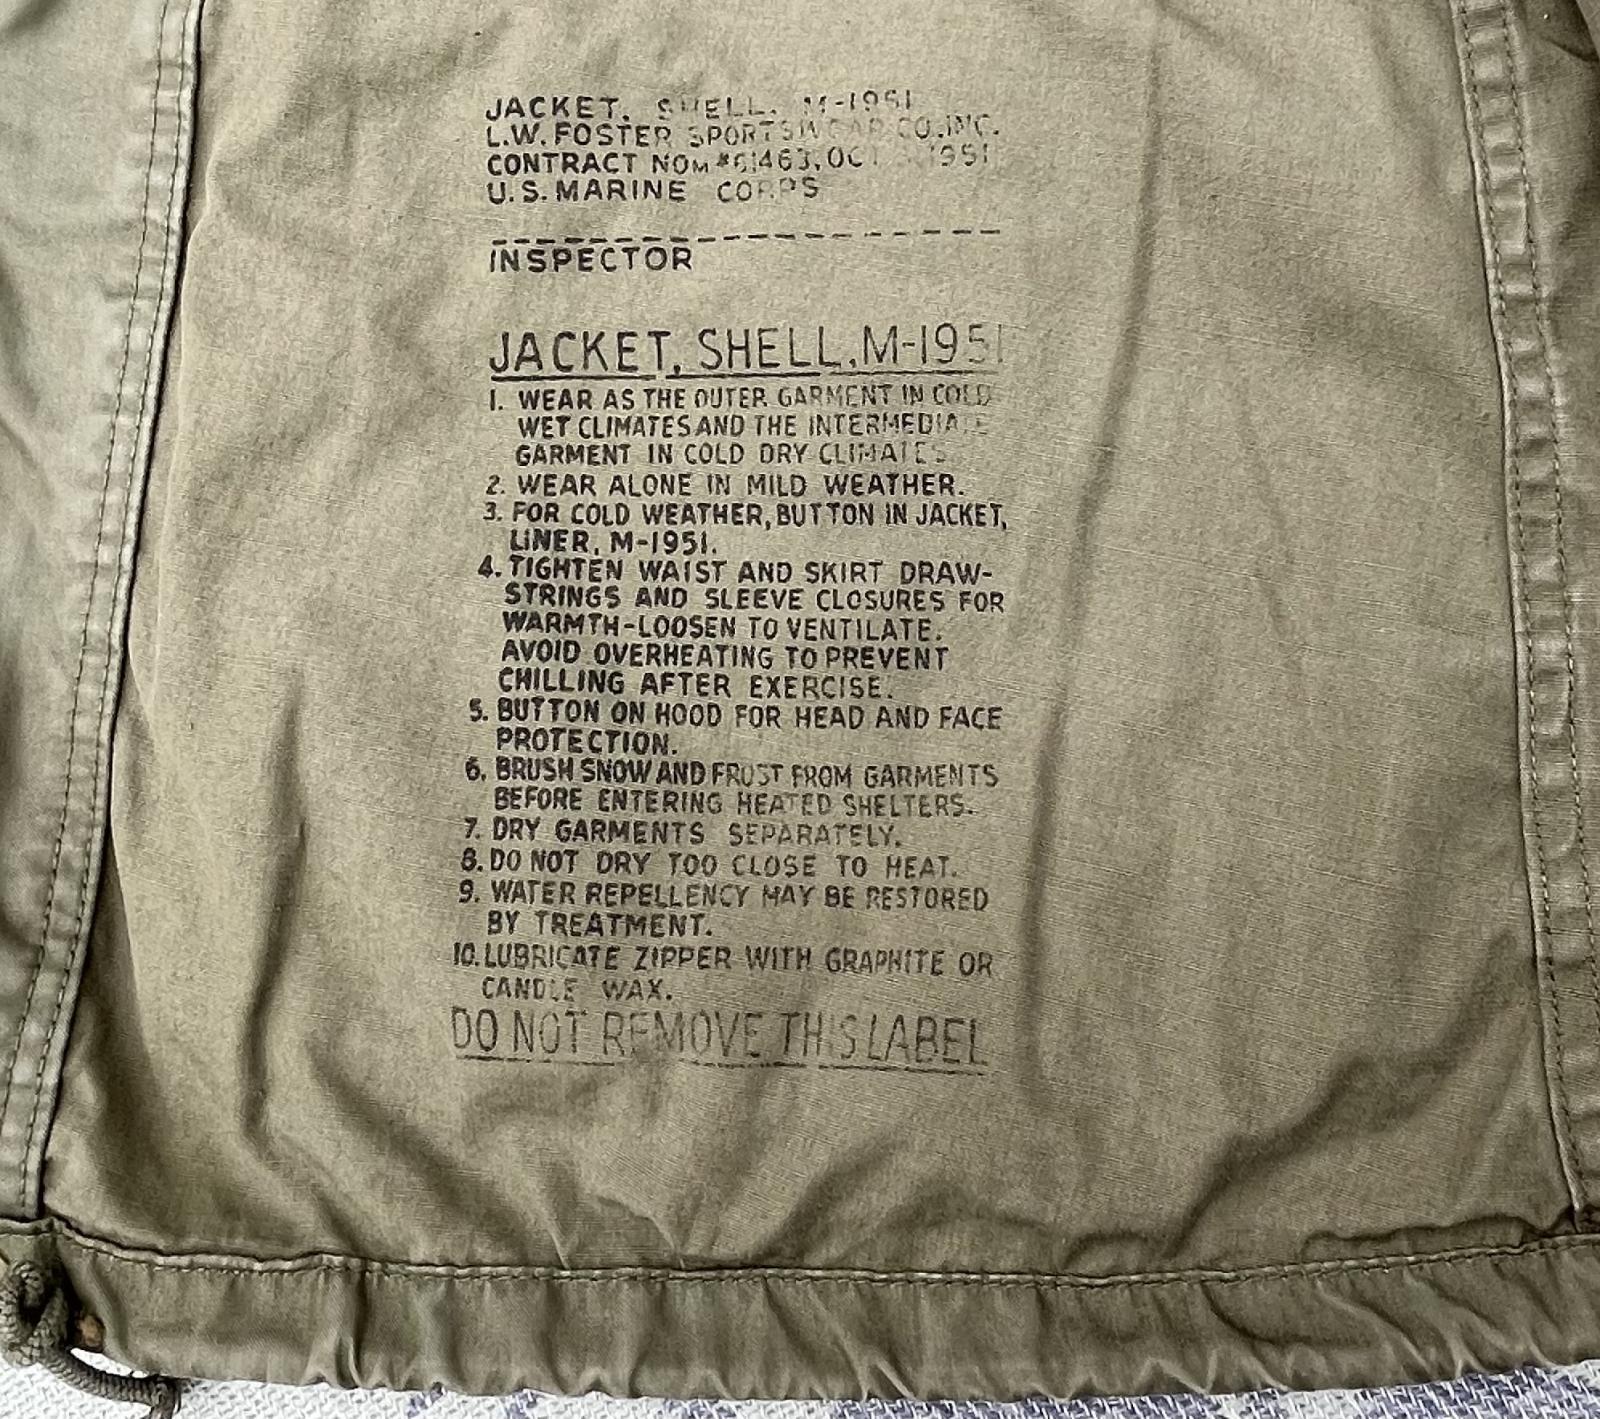 JACKET, SHELL, M-1951
L.W. FOSTER SPORTSWEAR CO. INC.
CONTRACT NOM #61463, OCT 1951
U.S. MARINE CORPS
INSPECTOR
JACKET, SHELL, M-1951
1. WEAR AS THE OUTER GARMENT IN COLD
WET CLIMATES AND THE INTERMEDIATE
GARMENT IN COLD DRY CLIMATES
2. WEAR ALONE IN MILD WEATHER.
3. FOR COLD WEATHER, BUTTON IN JACKET,
LINER, M-1951.
4. TIGHTEN WAIST AND SKIRT DRAW-
STRINGS AND SLEEVE CLOSURES FOR
WARMTH-LOOSEN TO VENTILATE.
AVOID OVERHEATING TO PREVENT
CHILLING AFTER EXERCISE.
5. BUTTON ON HOOD FOR HEAD AND FACE
PROTECTION.
6. BRUSH SNOW AND FROST FROM GARMENTS
BEFORE ENTERING HEATED SHELTERS.
7. DRY GARMENTS SEPARATELY.
8. DO NOT DRY TOO CLOSE TO HEAT.
9. WATER REPELLENCY MAY BE RESTORED
BY TREATMENT.
10. LUBRICATE ZIPPER WITH GRAPHITE OR
CANDLE WAX.
DO NOT REMOVE THIS LABEL